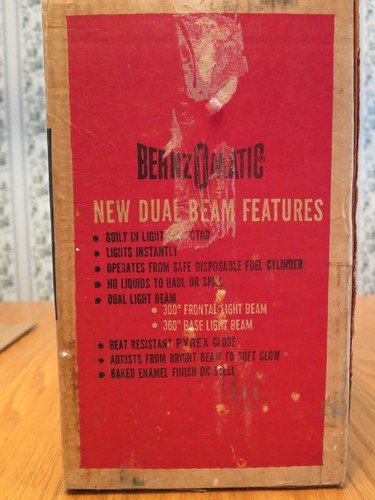 BERNZOMATIC®
NEW DUAL BEAM FEATURES
• BUILT IN LIGHT
• LIGHTS INSTANTLY
• OPERATES FROM SAFE DISPOSABLE FUEL CYLINDER
• NO LIQUIDS TO HAUL OR SPILL
• DUAL LIGHT BEAM
• 300° FRONTAL LIGHT BEAM
• 360° BASE LIGHT BEAM
• HEAT RESISTANT PYREX GLOBE
• ADJUSTS FROM BRIGHT BEAM TO SOFT GLOW
• BAKED ENAMEL FINISH ON STEEL